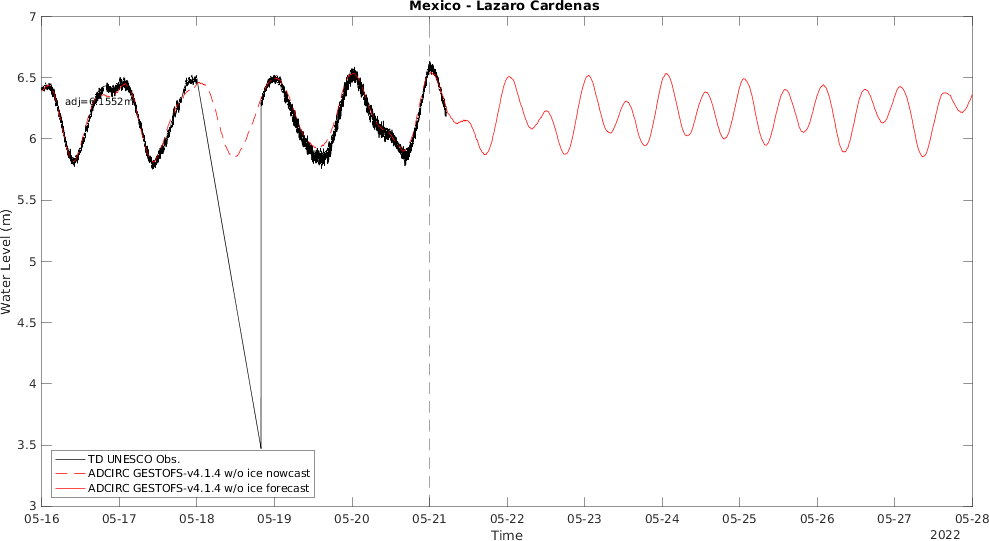 Mexico - Lazaro Cardenas
7
6.5
6
5.5
5
4.5
4
3.5
3
Water Level (m)
adj=6.1552m
TD UNESCO Obs.
ADCIRC GESTOFS-v4.1.4 w/o ice nowcast
ADCIRC GESTOFS-v4.1.4 w/o ice forecast
05-16 05-17 05-18 05-19 05-20 05-21 05-22 05-23 05-24 05-25 05-26 05-27 05-28
Time
2022